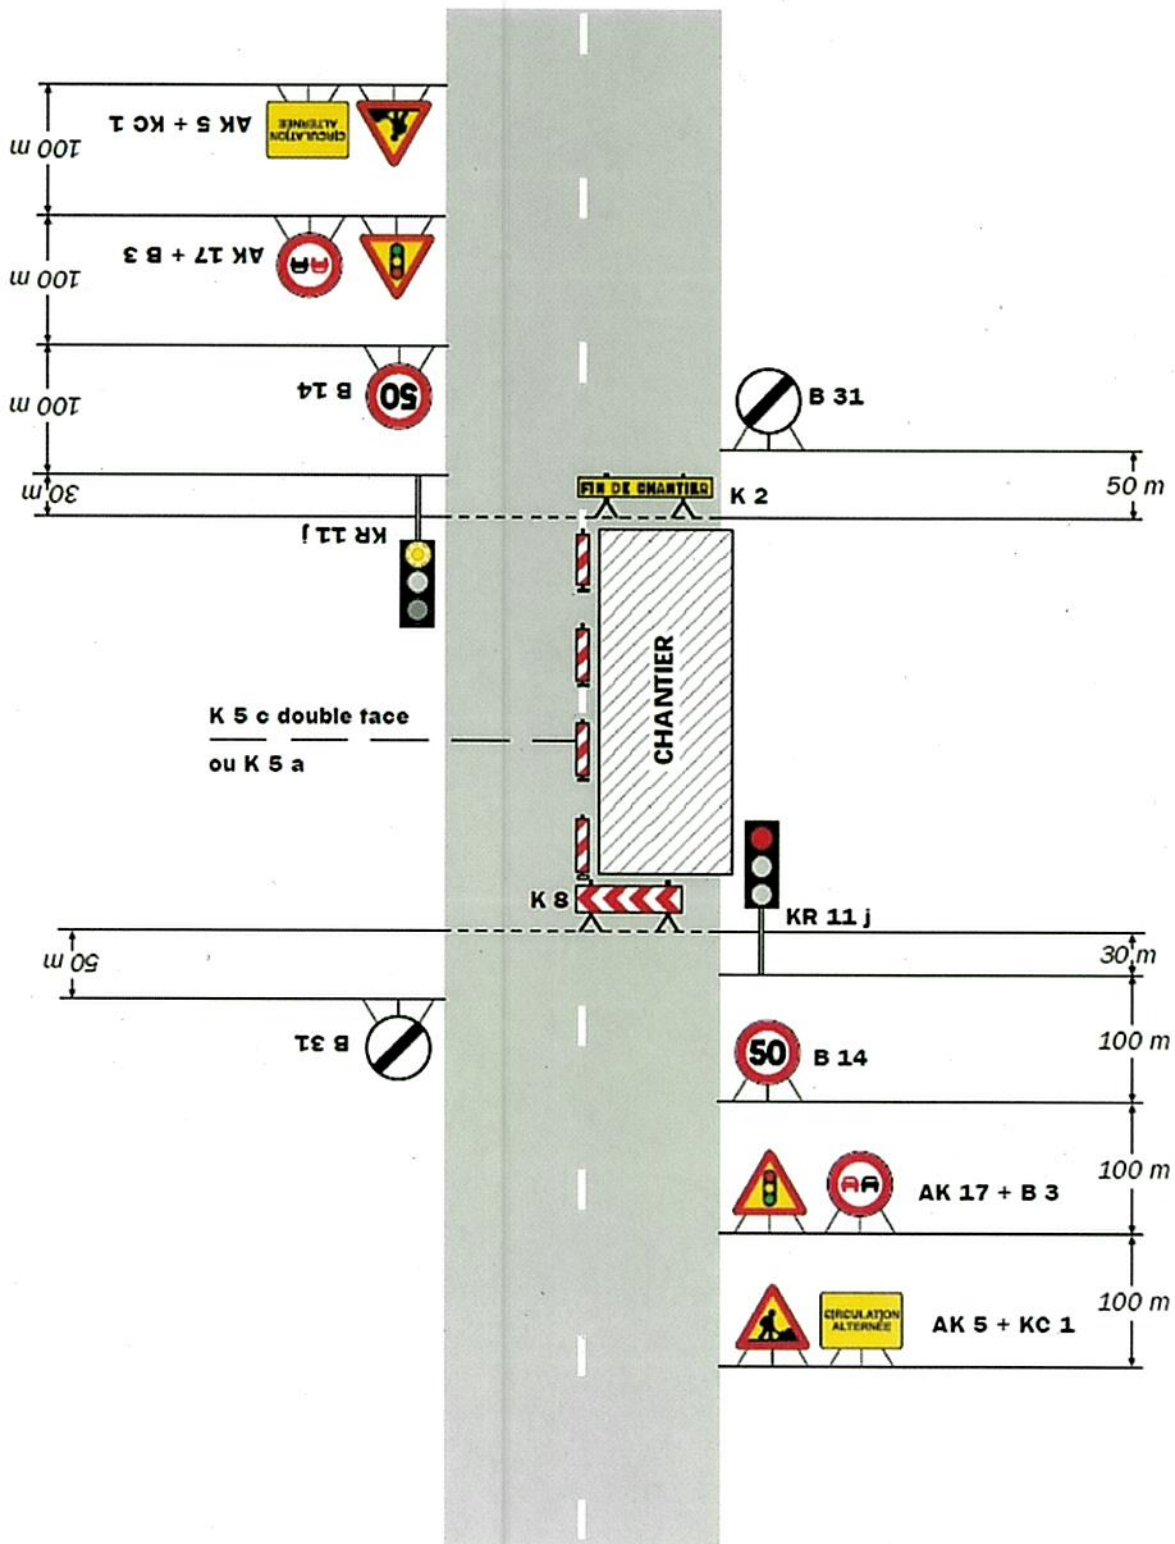 AK 5 + KC 1
CIRCULATION
ALTERNÉE
100 m
AK 17 + B 3
100 m
B 14
50
100 m
B 31
30 m
FIN DE CHANTIER
K 2
50 m
KR 11 j
CHANTIER
K 5 c double face
ou K 5 a
K 8
KR 11 j
50 m
30 m
B 31
50
B 14
100 m
AK 17 + B 3
100 m
CIRCULATION
ALTERNÉE
AK 5 + KC 1
100 m